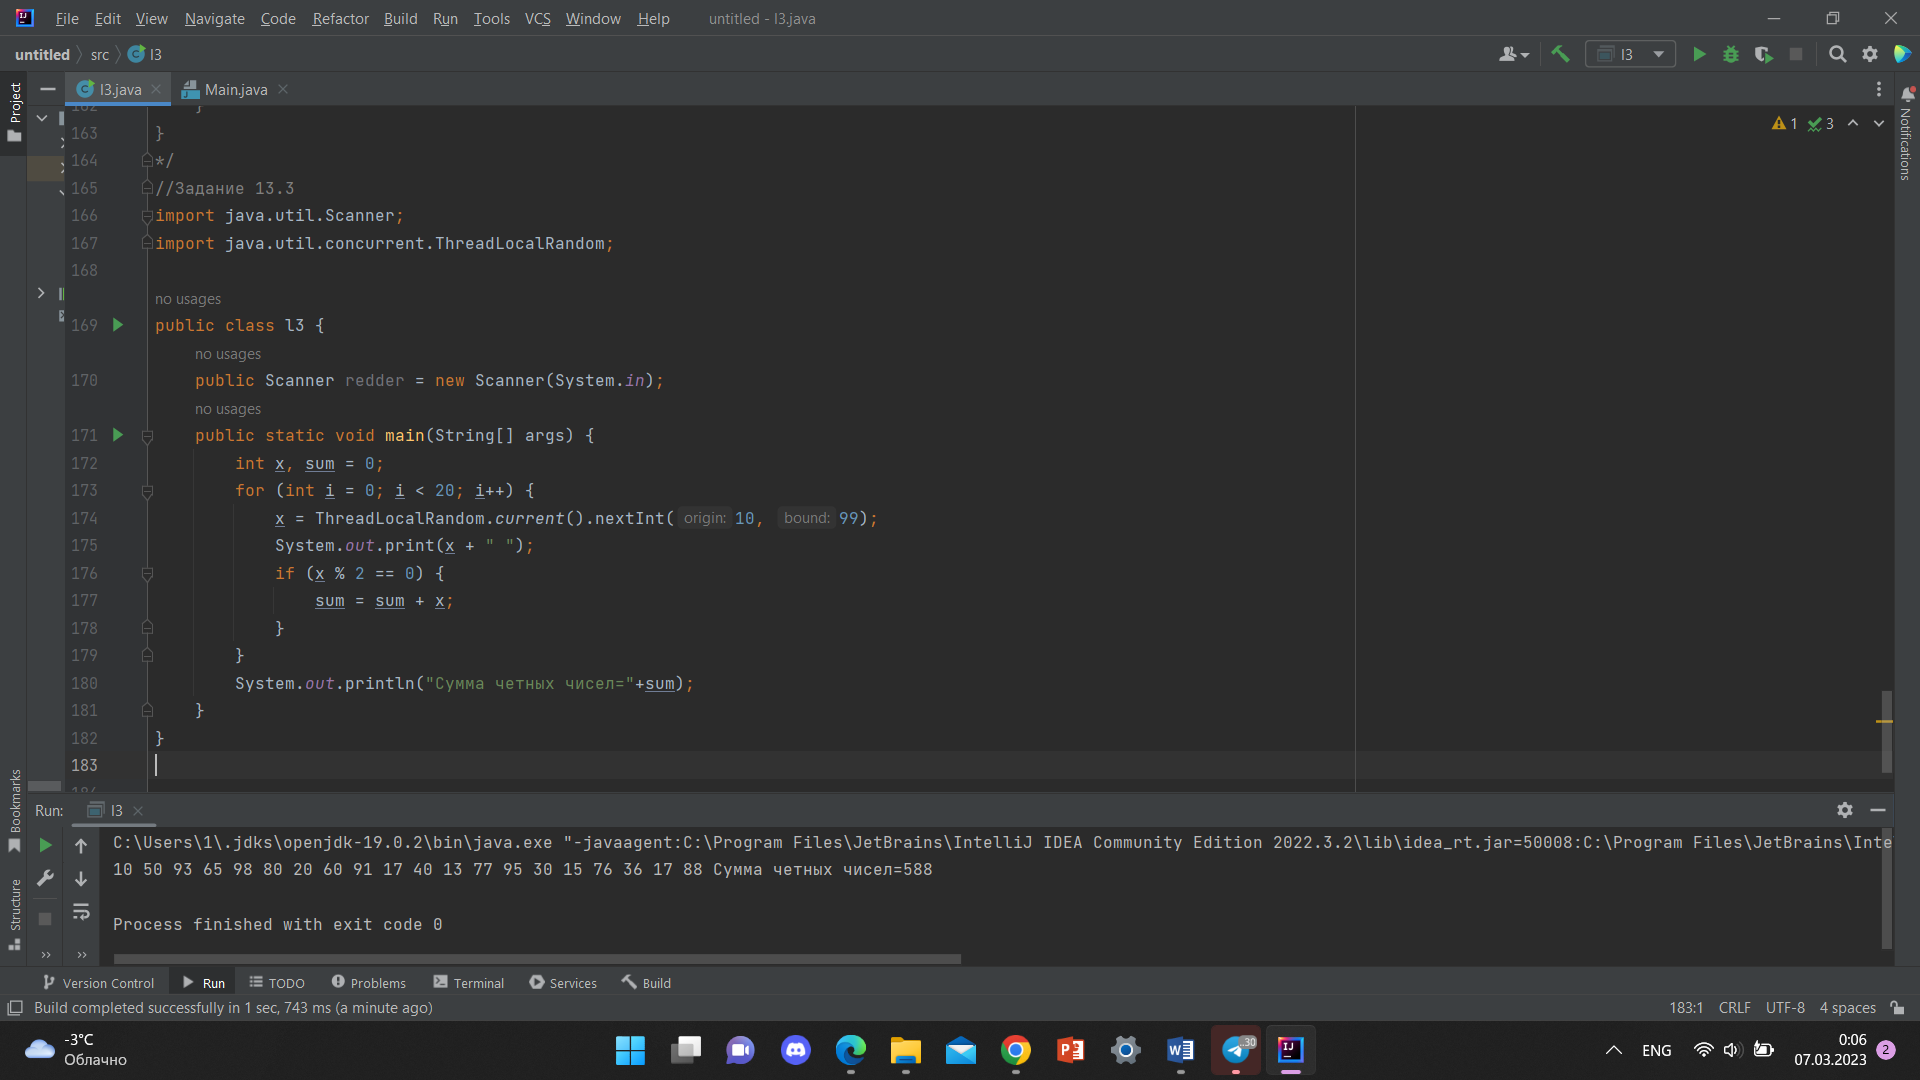 File Edit View Navigate Code Refactor Build Run Tools VCS Window Help untitled - l3.java
untitled src l3
l3
Project
l3.java Main.java
Notifications
1 3
162 }
163 }
164 */
165 //Задание 13.3
166 import java.util.Scanner;
167 import java.util.concurrent.ThreadLocalRandom;
168
no usages
169 public class l3 {
no usages
170 public Scanner redder = new Scanner(System.in);
no usages
171 public static void main(String[] args) {
172 int x, sum = 0;
173 for (int i = 0; i < 20; i++) {
174 x = ThreadLocalRandom.current().nextInt( origin: 10, bound: 99);
175 System.out.print(x + " ");
176 if (x % 2 == 0) {
177 sum = sum + x;
178 }
179 }
180 System.out.println("Сумма четных чисел="+sum);
181 }
182 }
183
Bookmarks
Structure
Run: l3
C:\Users\1\.jdks\openjdk-19.0.2\bin\java.exe "-javaagent:C:\Program Files\JetBrains\IntelliJ IDEA Community Edition 2022.3.2\lib\idea_rt.jar=50008:C:\Program Files\JetBrains\Inte
10 50 93 65 98 80 20 60 91 17 40 13 77 95 30 15 76 36 17 88 Сумма четных чисел=588
Process finished with exit code 0
Version Control Run TODO Problems Terminal Services Build
Build completed successfully in 1 sec, 743 ms (a minute ago)
183:1 CRLF UTF-8 4 spaces
-3°C
Облачно
ENG
0:06
07.03.2023
2